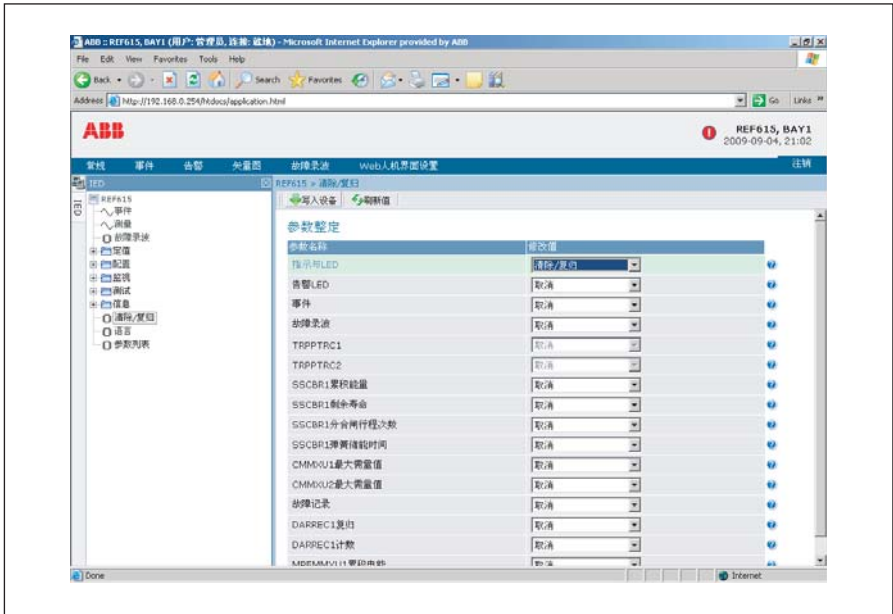 ABB :: REF615, BAY1 (用户: 管理员, 连接: 就地) - Microsoft Internet Explorer provided by ABB
File Edit View Favorites Tools Help
Back Search Favorites
Address http://192.168.0.254/htdocs/application.html Go Links
ABB
REF615, BAY1
2009-09-04, 21:02
常规 事件 告警 矢量图 故障录波 Web人机界面设置 注销
IED
REF615 » 清除/复归
IED
写入设备 刷新值
REF615
事件
测量
故障录波
定值
配置
监视
测试
信息
清除/复归
语言
参数列表
参数整定
参数名称 修改值
指示与LED 清除/复归
告警LED 取消
事件 取消
故障录波 取消
TRPPTRC1 取消
TRPPTRC2 取消
SSCBR1累积能量 取消
SSCBR1剩余寿命 取消
SSCBR1分合闸行程次数 取消
SSCBR1弹簧储能时间 取消
CMMXU1最大需量值 取消
CMMXU2最大需量值 取消
故障记录 取消
DARREC1复归 取消
DARREC1计数 取消
Done Internet